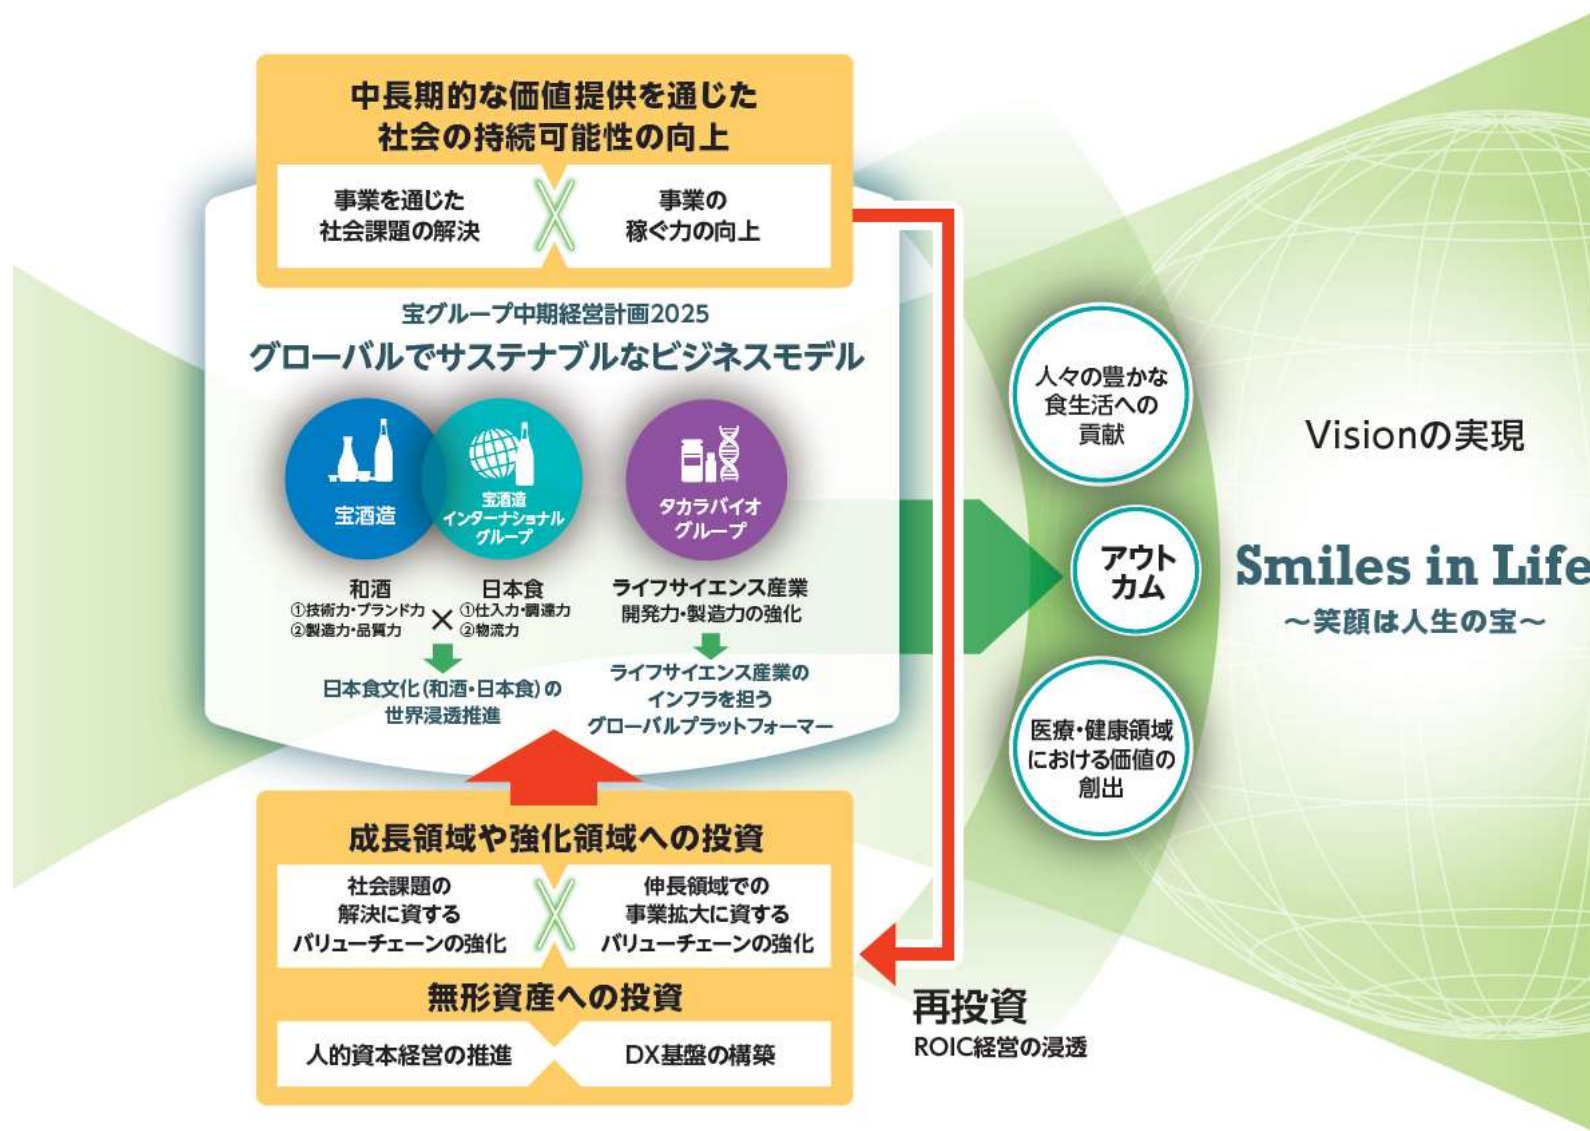 中長期的な価値提供を通じた
社会の持続可能性の向上
事業を通じた
社会課題の解決
事業の
稼ぐ力の向上
宝グループ中期経営計画2025
グローバルでサステナブルなビジネスモデル
宝酒造
宝酒造
インターナショナル
グループ
タカラバイオ
グループ
和酒
①技術力・ブランド力
②製造力・品質力
×
日本食
①仕入力・調達力
②物流力
ライフサイエンス産業
開発力・製造力の強化
日本食文化(和酒・日本食)の
世界浸透推進
ライフサイエンス産業の
インフラを担う
グローバルプラットフォーマー
成長領域や強化領域への投資
社会課題の
解決に資する
バリューチェーンの強化
伸長領域での
事業拡大に資する
バリューチェーンの強化
無形資産への投資
人的資本経営の推進
DX基盤の構築
再投資
ROIC経営の浸透
人々の豊かな
食生活への
貢献
アウト
カム
医療・健康領域
における価値の
創出
Visionの実現
Smiles in Life
～笑顔は人生の宝～